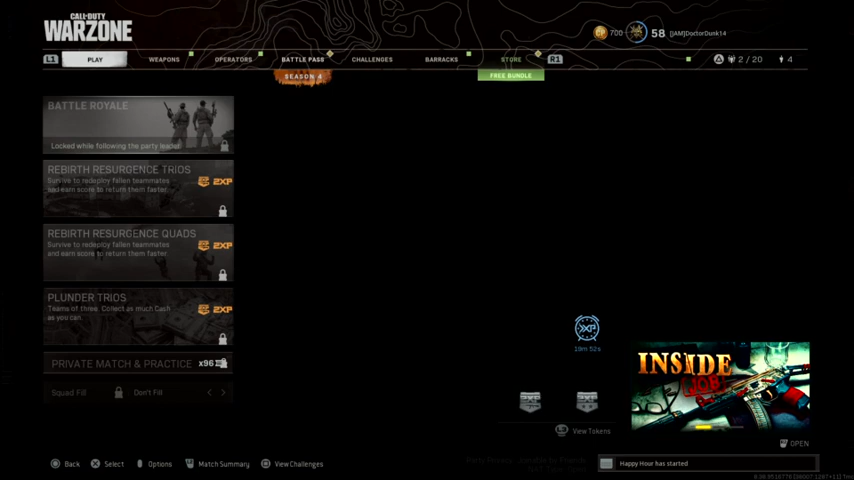 CALL OF DUTY
WARZONE
700
58
[JAM]DoctorDunk14
L1
PLAY
WEAPONS
OPERATORS
BATTLE PASS
CHALLENGES
BARRACKS
STORE
R1
2 / 20
4
SEASON 4
FREE BUNDLE
BATTLE ROYALE
Locked while following the party leader
REBIRTH RESURGENCE TRIOS
Survive to redeploy fallen teammates
and earn score to return them faster.
2XP
REBIRTH RESURGENCE QUADS
Survive to redeploy fallen teammates
and earn score to return them faster.
2XP
PLUNDER TRIOS
Teams of three. Collect as much Cash
as you can.
2XP
PRIVATE MATCH & PRACTICE
x96
Squad Fill
Don't Fill
19m 52s
INSIDE
JOB
View Tokens
OPEN
Back
Select
Options
Match Summary
View Challenges
Happy Hour has started